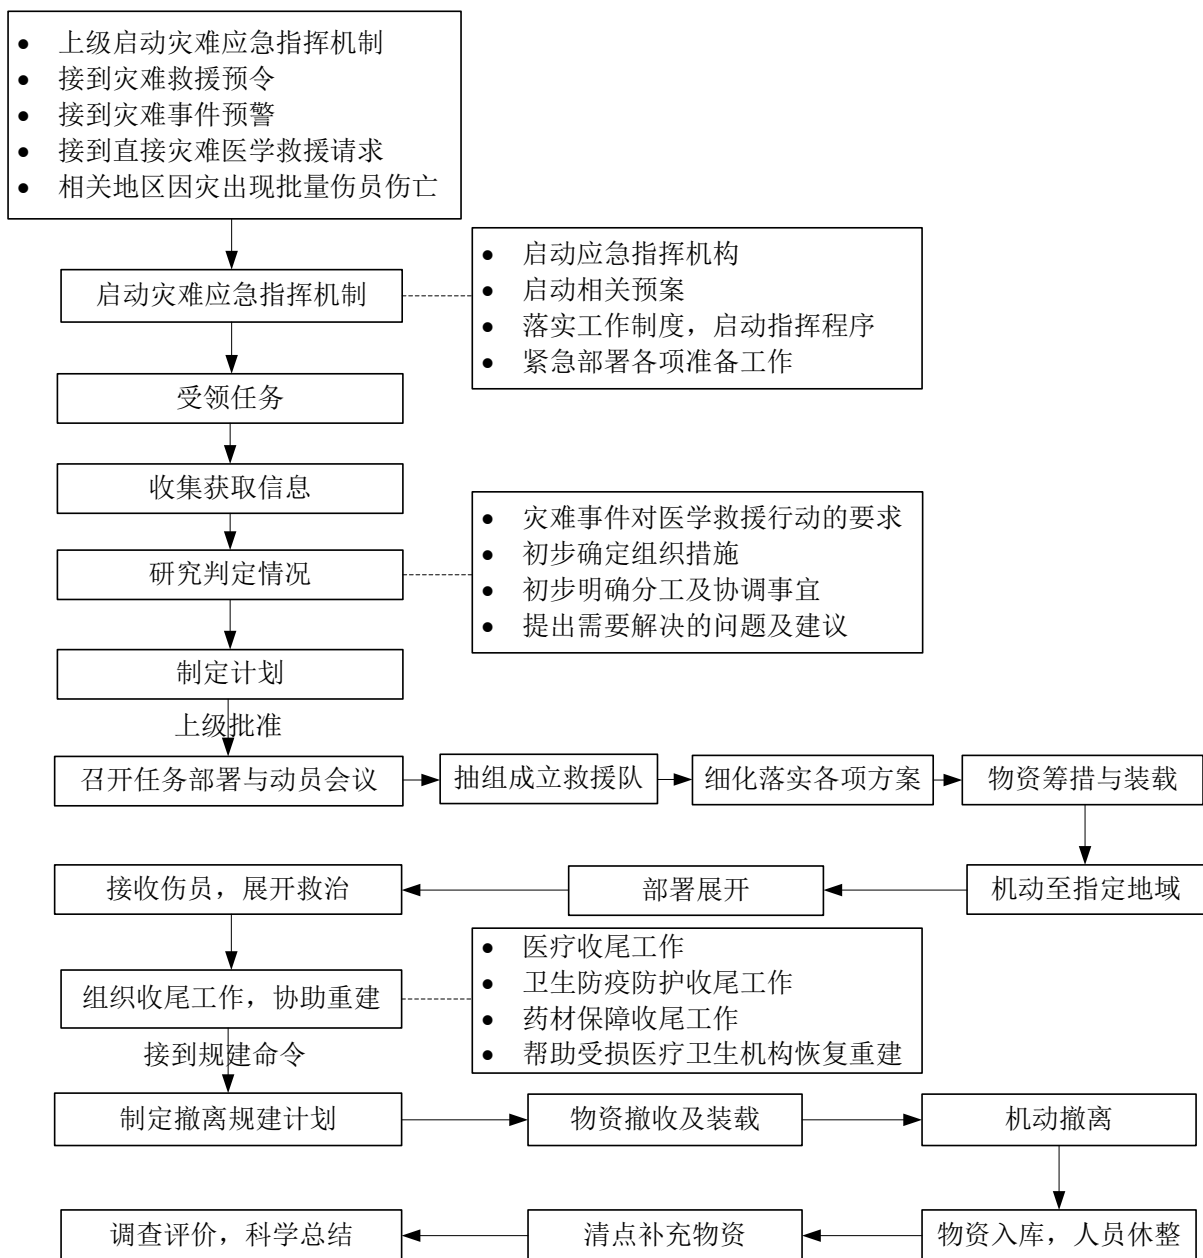 • 上级启动灾难应急指挥机制
• 接到灾难救援预令
• 接到灾难事件预警
• 接到直接灾难医学救援请求
• 相关地区因灾出现批量伤员伤亡
启动灾难应急指挥机制
• 启动应急指挥机构
• 启动相关预案
• 落实工作制度，启动指挥程序
• 紧急部署各项准备工作
受领任务
收集获取信息
研究判定情况
• 灾难事件对医学救援行动的要求
• 初步确定组织措施
• 初步明确分工及协调事宜
• 提出需要解决的问题及建议
制定计划
上级批准
召开任务部署与动员会议
抽组成立救援队
细化落实各项方案
物资筹措与装载
机动至指定地域
部署展开
接收伤员，展开救治
组织收尾工作，协助重建
• 医疗收尾工作
• 卫生防疫防护收尾工作
• 药材保障收尾工作
• 帮助受损医疗卫生机构恢复重建
接到规建命令
制定撤离规建计划
物资撤收及装载
机动撤离
物资入库，人员休整
清点补充物资
调查评价，科学总结